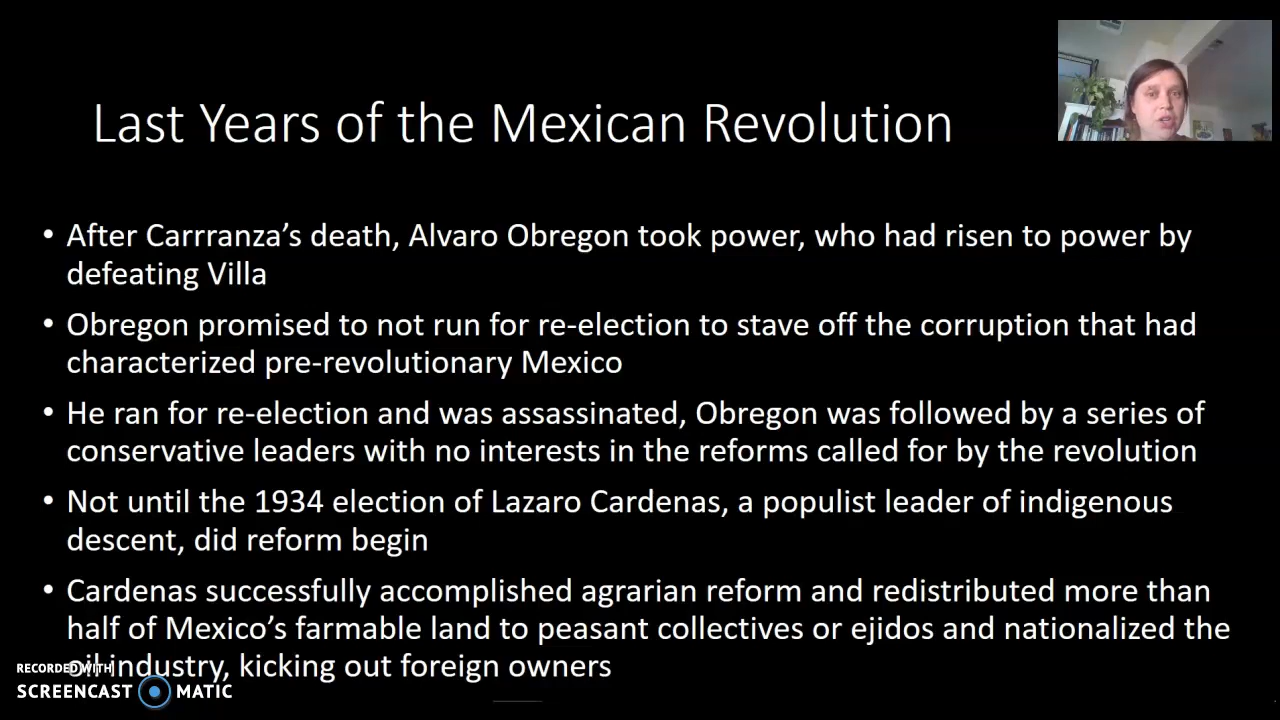 Last Years of the Mexican Revolution
• After Carrranza’s death, Alvaro Obregon took power, who had risen to power by
defeating Villa
• Obregon promised to not run for re-election to stave off the corruption that had
characterized pre-revolutionary Mexico
• He ran for re-election and was assassinated, Obregon was followed by a series of
conservative leaders with no interests in the reforms called for by the revolution
• Not until the 1934 election of Lazaro Cardenas, a populist leader of indigenous
descent, did reform begin
• Cardenas successfully accomplished agrarian reform and redistributed more than
half of Mexico’s farmable land to peasant collectives or ejidos and nationalized the
oil industry, kicking out foreign owners
RECORDED WITH
SCREENCAST MATIC